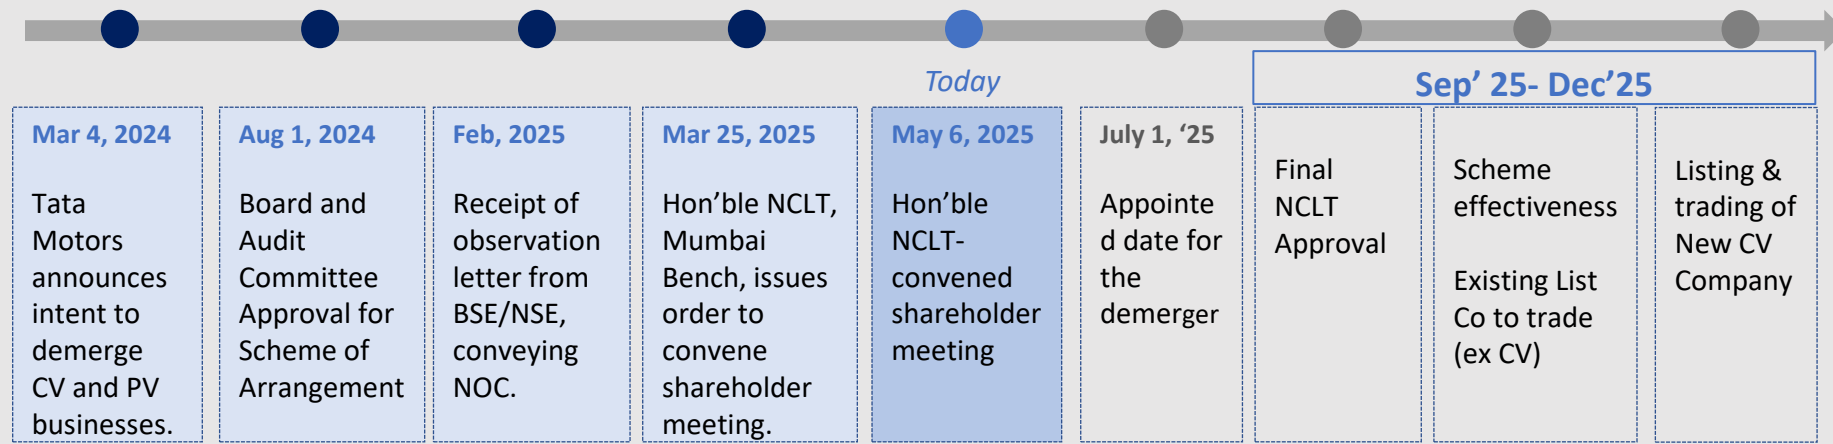 Today
Sep’ 25- Dec’25
Mar 4, 2024
Tata
Motors
announces
intent to
demerge
CV and PV
businesses.
Aug 1, 2024
Board and
Audit
Committee
Approval for
Scheme of
Arrangement
Feb, 2025
Receipt of
observation
letter from
BSE/NSE,
conveying
NOC.
Mar 25, 2025
Hon’ble NCLT,
Mumbai
Bench, issues
order to
convene
shareholder
meeting.
May 6, 2025
Hon’ble
NCLT-
convened
shareholder
meeting
July 1, ‘25
Appointe
d date for
the
demerger
Final
NCLT
Approval
Scheme
effectiveness
Existing List
Co to trade
(ex CV)
Listing &
trading of
New CV
Company